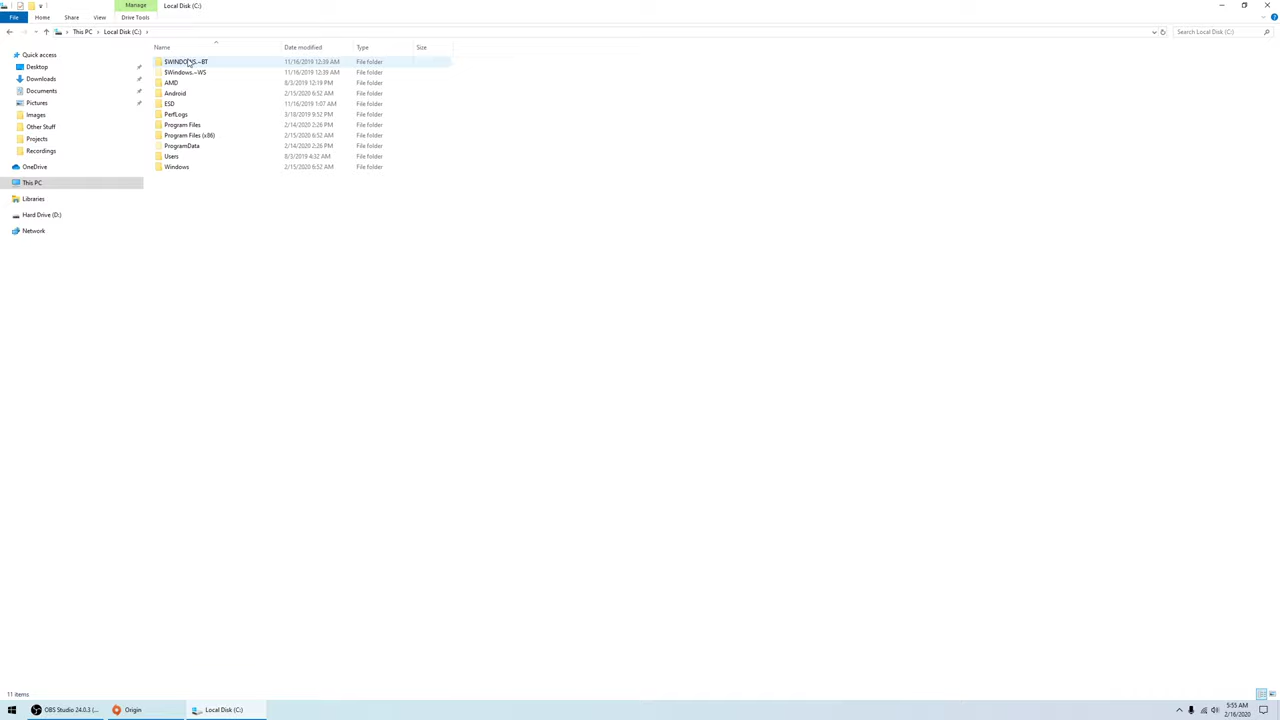 Manage
Local Disk (C:)
File
Home
Share
View
Drive Tools
This PC
Local Disk (C:)
Search Local Disk (C:)
Name
Date modified
Type
Size
Quick access
Desktop
Downloads
Documents
Pictures
Images
Other Stuff
Projects
Recordings
OneDrive
This PC
Libraries
Hard Drive (D:)
Network
$WINDOWS.~BT 11/16/2019 12:39 AM File folder
$Windows.~WS 11/16/2019 12:39 AM File folder
AMD 8/3/2019 12:19 PM File folder
Android 2/15/2020 6:52 AM File folder
ESD 11/16/2019 1:07 AM File folder
PerfLogs 3/18/2019 9:52 PM File folder
Program Files 2/14/2020 2:26 PM File folder
Program Files (x86) 2/15/2020 6:52 AM File folder
ProgramData 2/14/2020 2:26 PM File folder
Users 8/3/2019 4:32 AM File folder
Windows 2/15/2020 6:52 AM File folder
11 items
OBS Studio 24.0.3 (...
Origin
Local Disk (C:)
5:55 AM
2/16/2020